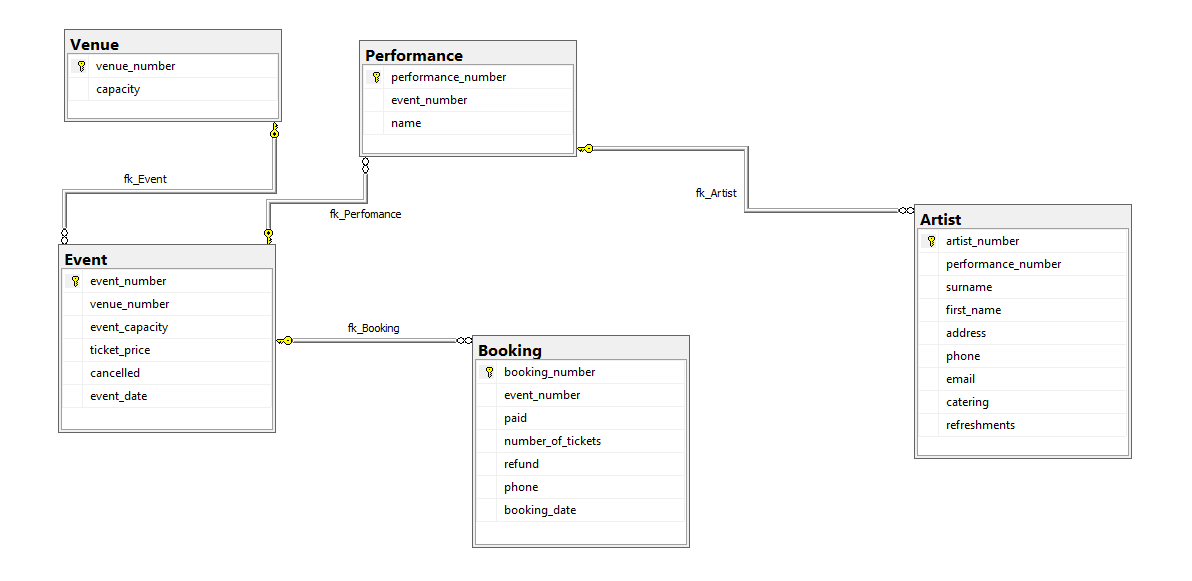 Venue
venue_number
capacity
Performance
performance_number
event_number
name
fk_Event
fk_Perfomance
fk_Artist
Artist
artist_number
performance_number
surname
first_name
address
phone
email
catering
refreshments
Event
event_number
venue_number
event_capacity
ticket_price
cancelled
event_date
fk_Booking
Booking
booking_number
event_number
paid
number_of_tickets
refund
phone
booking_date